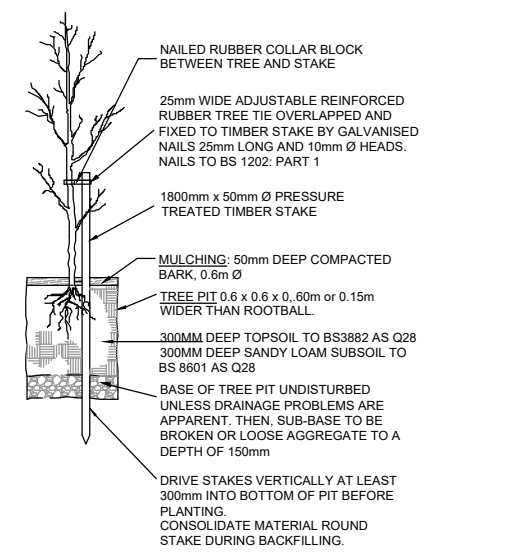 NAILED RUBBER COLLAR BLOCK
BETWEEN TREE AND STAKE
25mm WIDE ADJUSTABLE REINFORCED
RUBBER TREE TIE OVERLAPPED AND
FIXED TO TIMBER STAKE BY GALVANISED
NAILS 25mm LONG AND 10mm Ø HEADS.
NAILS TO BS 1202: PART 1
1800mm x 50mm Ø PRESSURE
TREATED TIMBER STAKE
MULCHING: 50mm DEEP COMPACTED
BARK, 0.6m Ø
TREE PIT 0.6 x 0.6 x 0,.60m or 0.15m
WIDER THAN ROOTBALL.
300MM DEEP TOPSOIL TO BS3882 AS Q28
300MM DEEP SANDY LOAM SUBSOIL TO
BS 8601 AS Q28
BASE OF TREE PIT UNDISTURBED
UNLESS DRAINAGE PROBLEMS ARE
APPARENT. THEN, SUB-BASE TO BE
BROKEN OR LOOSE AGGREGATE TO A
DEPTH OF 150mm
DRIVE STAKES VERTICALLY AT LEAST
300mm INTO BOTTOM OF PIT BEFORE
PLANTING.
CONSOLIDATE MATERIAL ROUND
STAKE DURING BACKFILLING.